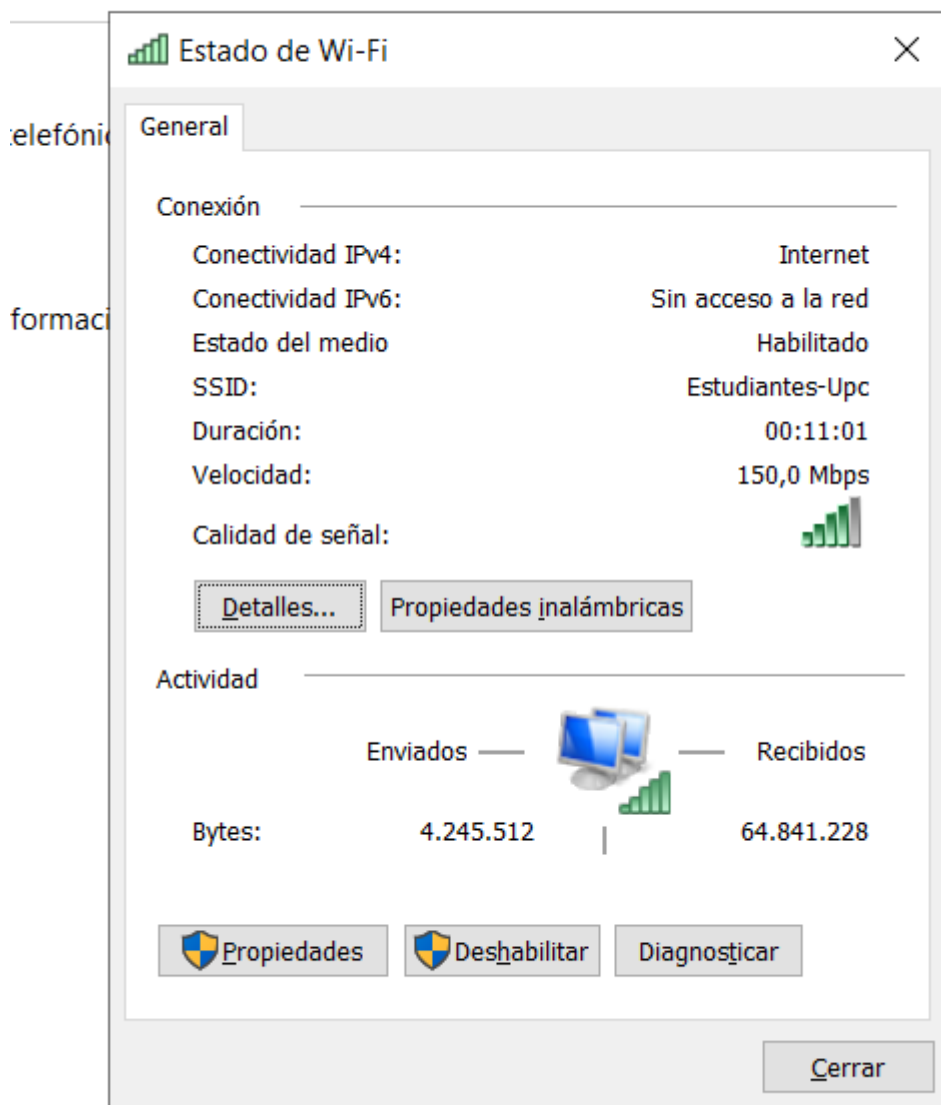 Estado de Wi-Fi
General
Conexión
Conectividad IPv4: Internet
Conectividad IPv6: Sin acceso a la red
Estado del medio Habilitado
SSID: Estudiantes-Upc
Duración: 00:11:01
Velocidad: 150,0 Mbps
Calidad de señal:
Detalles... Propiedades inalámbricas
Actividad
Enviados Recibidos
Bytes: 4.245.512 64.841.228
Propiedades Deshabilitar Diagnosticar
Cerrar